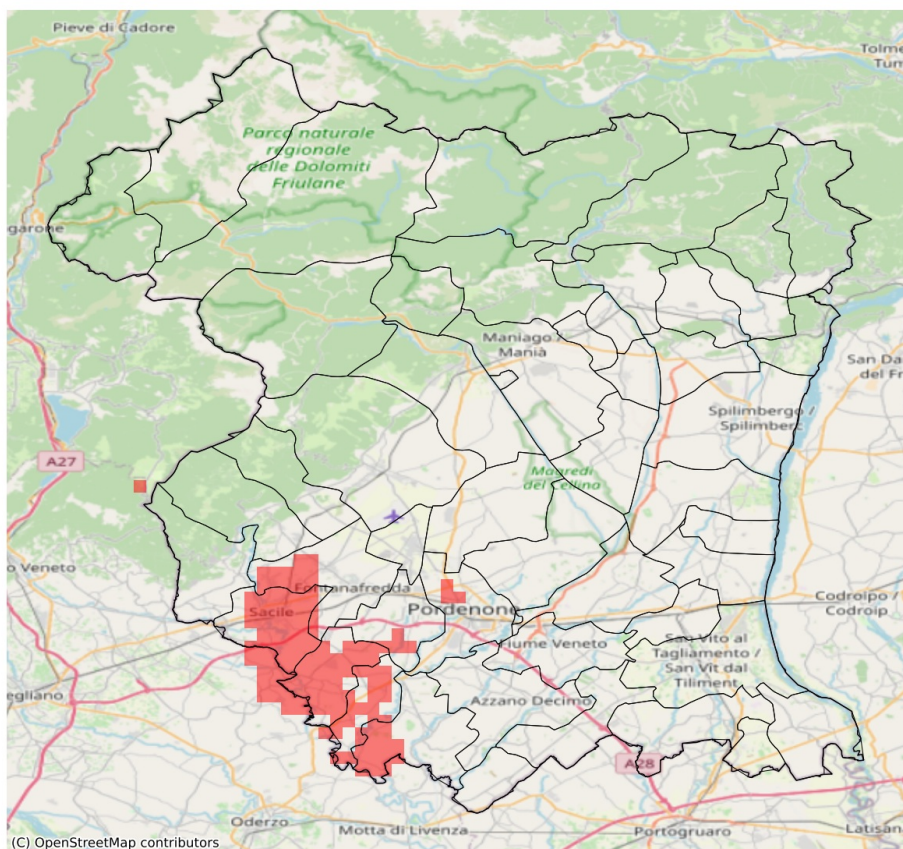 Pieve di Cadore
Tolme
Tum
Parco naturale
regionale
delle Dolomiti
Friulane
garone
Maniago /
Manià
San Da
del Fr
Spilimbergo /
Spilimberc
A27
Magredi
del Cellina
o Veneto
Fontanafredda
Sacile
Pordenone
Codroipo /
Codroip
Fiume Veneto
San Vito al
Tagliamento /
San Vît dal
Tiliment
egliano
Azzano Decimo
A28
Oderzo
Motta di Livenza
Portogruaro
Latisan
(C) OpenStreetMap contributors